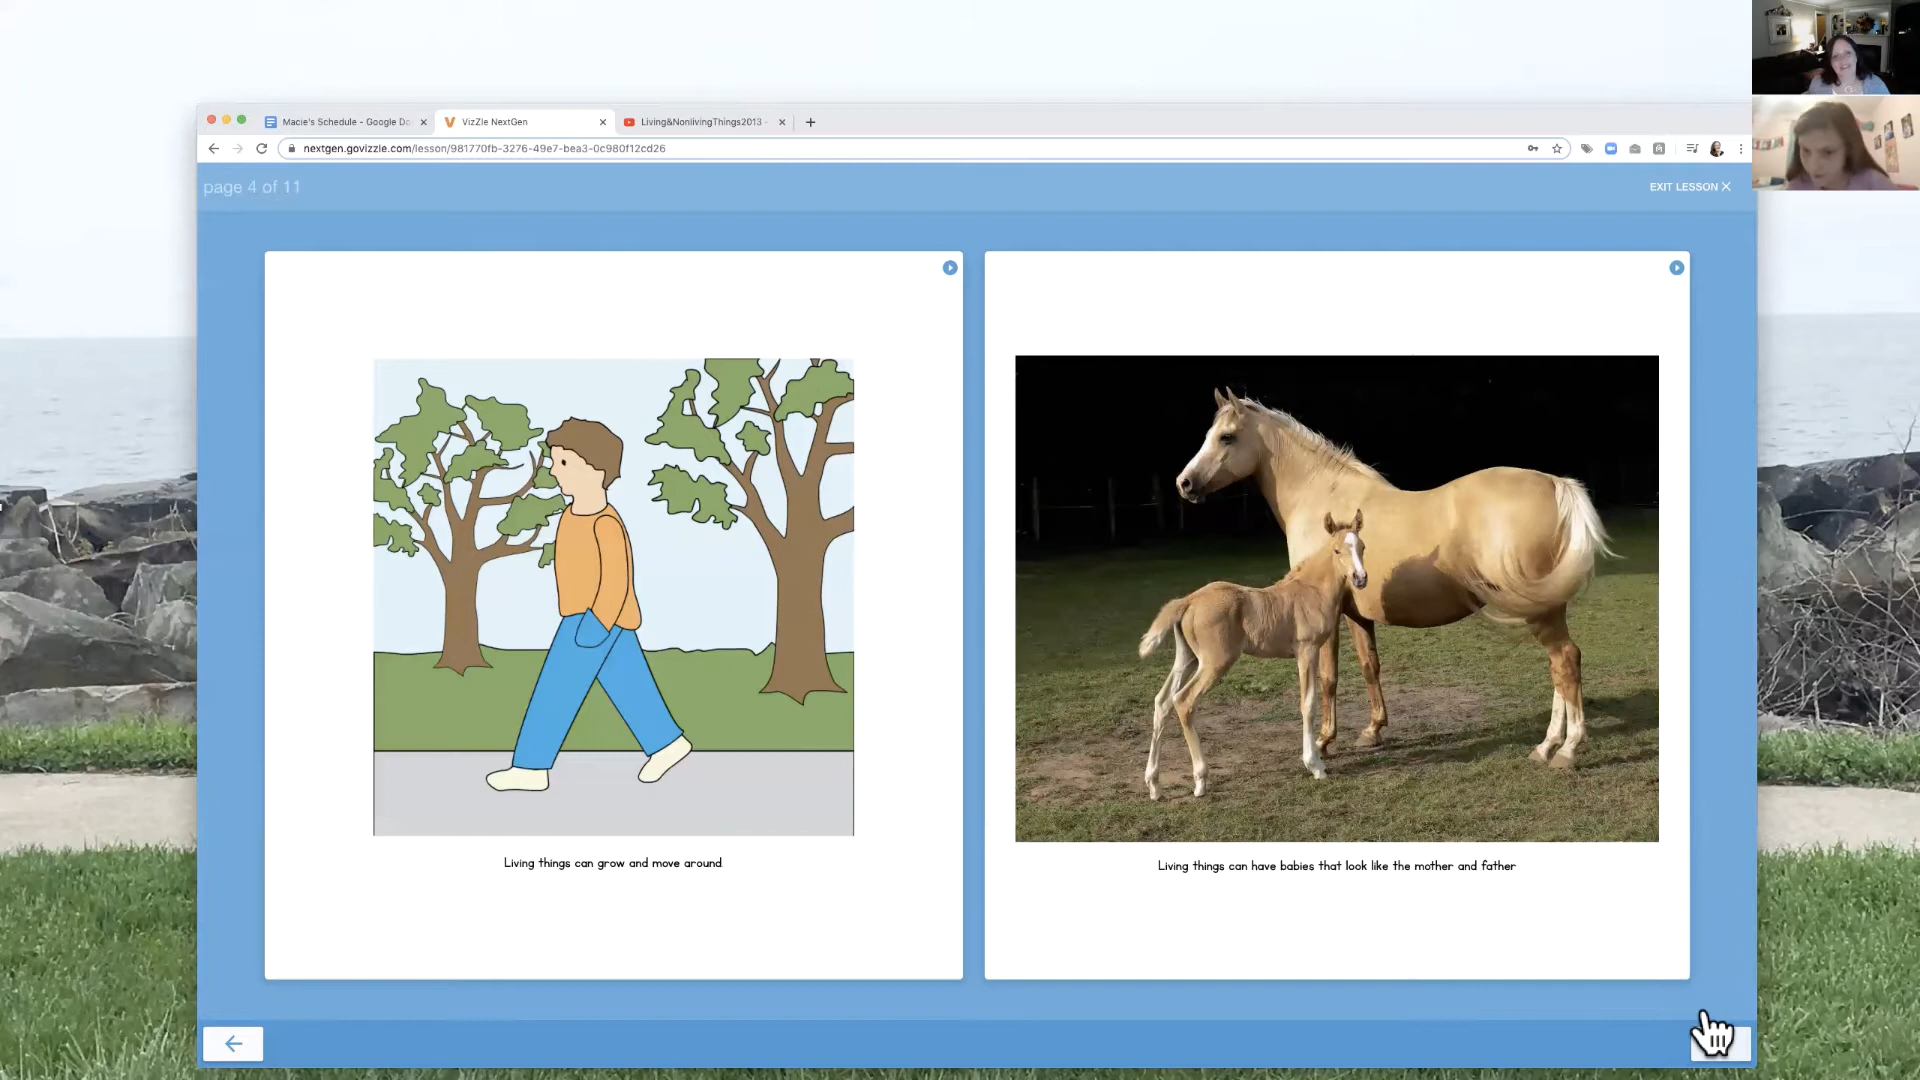 Macie's Schedule - Google Do
VizZle NextGen
Living&NonlivingThings2013 -
nextgen.govizzle.com/lesson/981770fb-3276-49e7-bea3-0c980f12cd26
page 4 of 11
EXIT LESSON
Living things can grow and move around
Living things can have babies that look like the mother and father